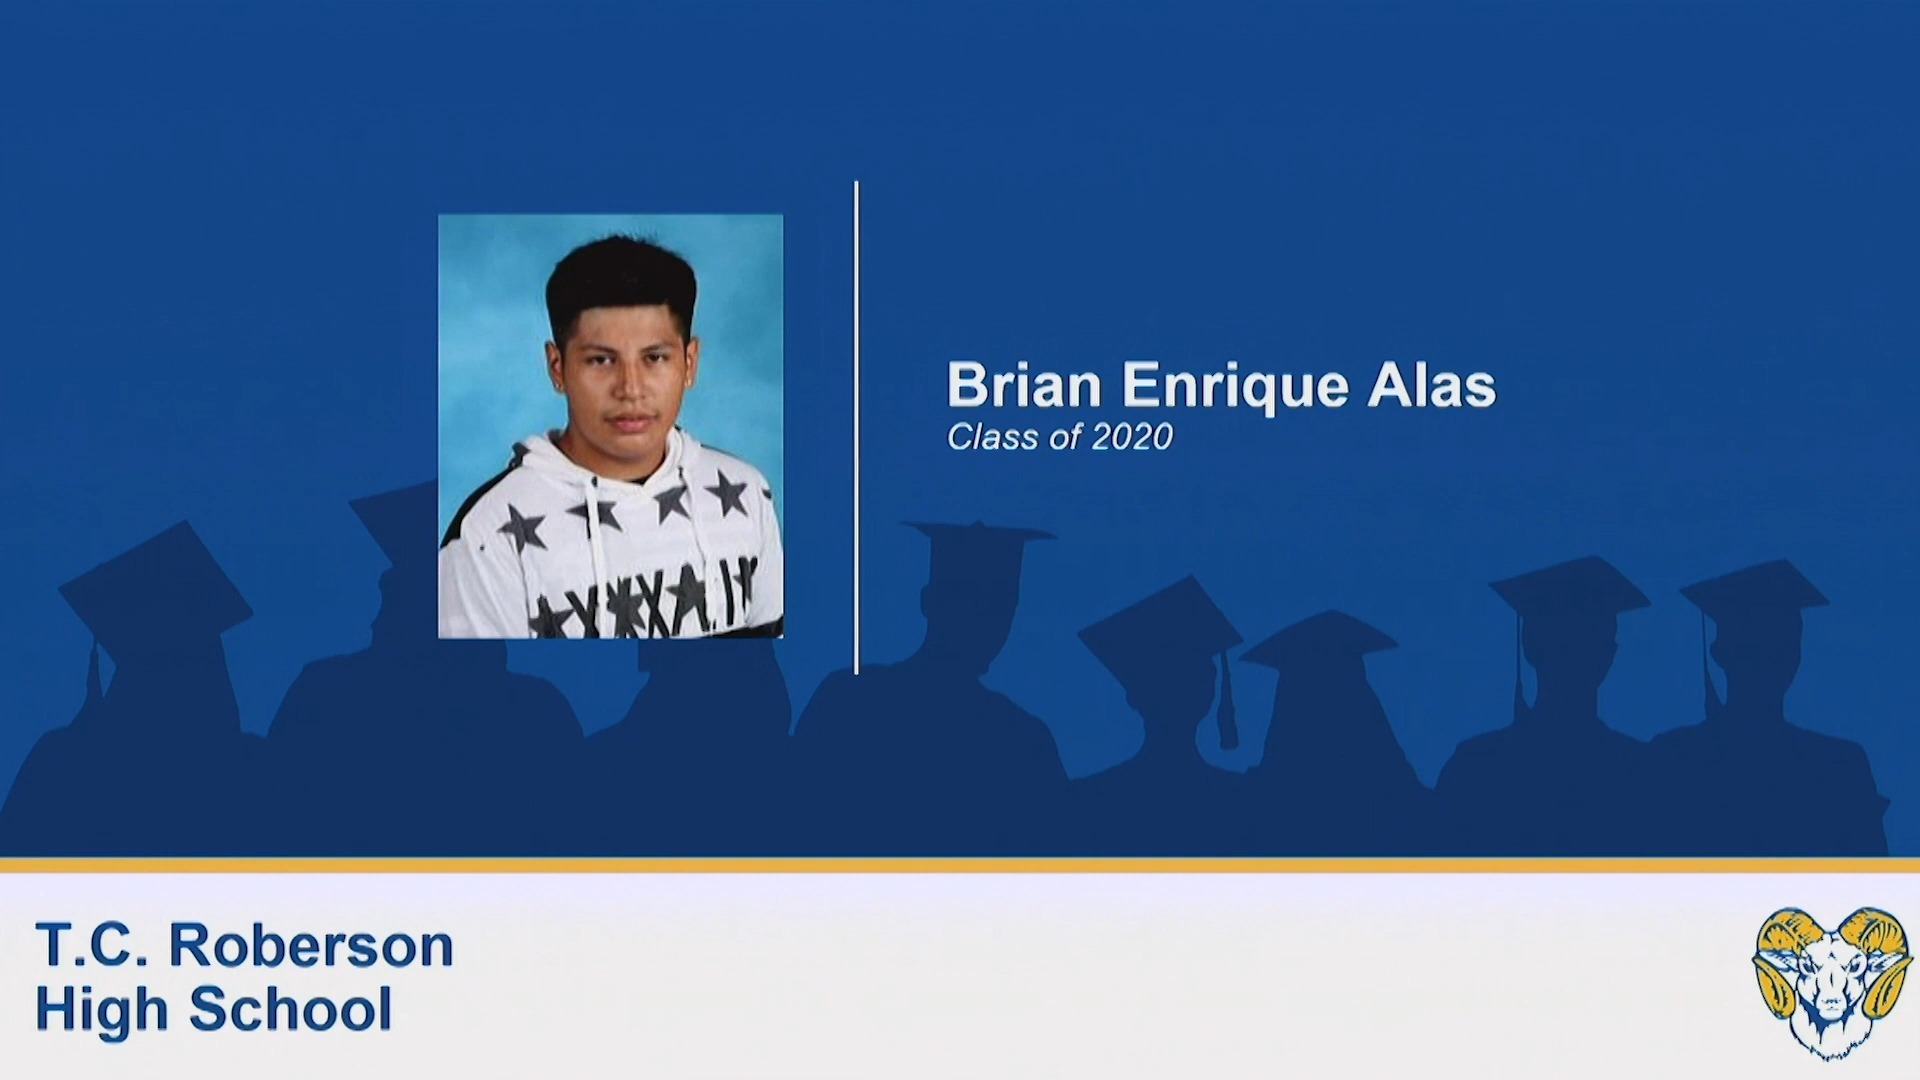 Brian Enrique Alas
Class of 2020
T.C. Roberson
High School